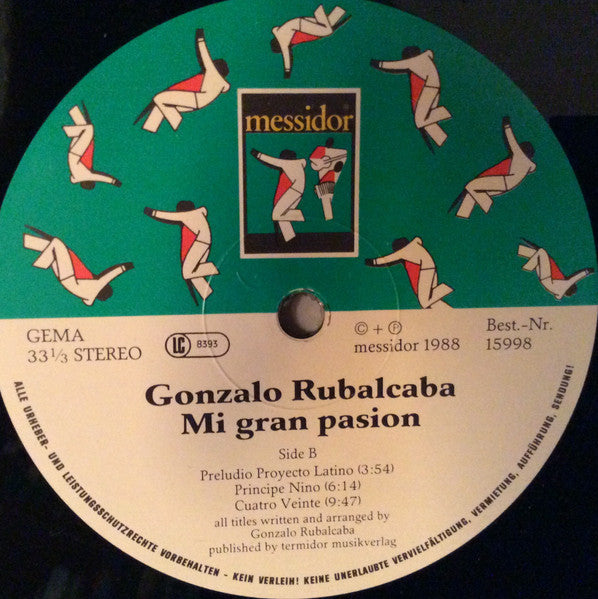 messidor
GEMA
33 1/3 STEREO
LC 8393
© + ℗
messidor 1988
Best.-Nr.
15998
Gonzalo Rubalcaba
Mi gran pasion
Side B
Preludio Proyecto Latino (3:54)
Principe Nino (6:14)
Cuatro Veinte (9:47)
all titles written and arranged by
Gonzalo Rubalcaba
published by termidor musikverlag
ALLE URHEBER- UND LEISTUNGSSCHUTZRECHTE VORBEHALTEN - KEIN VERLEIH! KEINE UNERLAUBTE VERVIELFÄLTIGUNG, VERMIETUNG, AUFFÜHRUNG, SENDUNG!